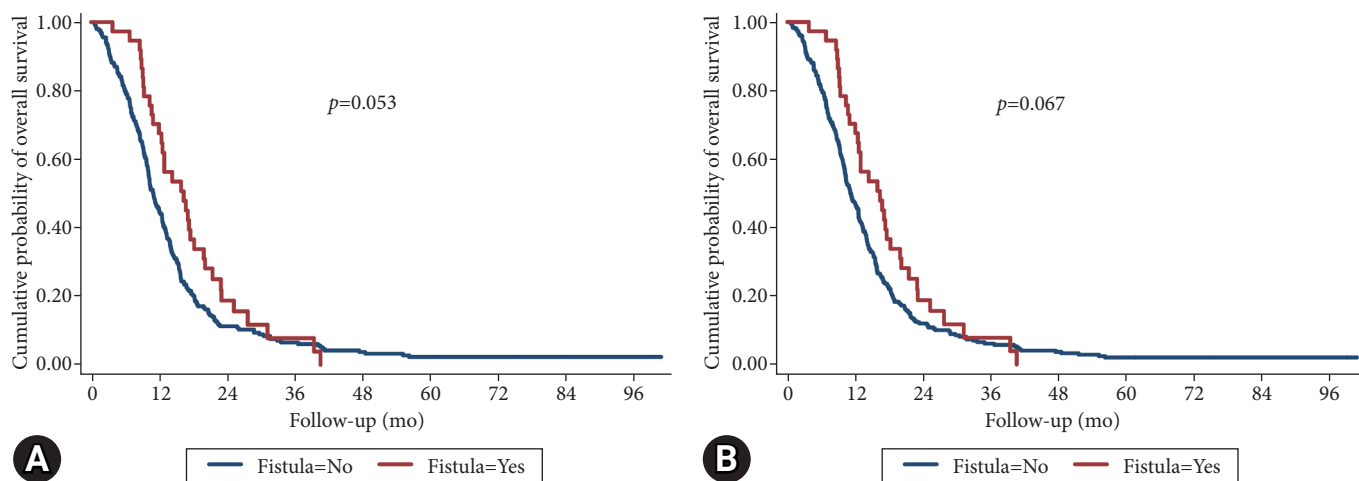 Cumulative probability of overall survival
1.00
0.80
0.60
0.40
0.20
0.00
p=0.053
0 12 24 36 48 60 72 84 96
Follow-up (mo)
A
Fistula=No Fistula=Yes
Cumulative probability of overall survival
1.00
0.80
0.60
0.40
0.20
0.00
p=0.067
0 12 24 36 48 60 72 84 96
Follow-up (mo)
B
Fistula=No Fistula=Yes